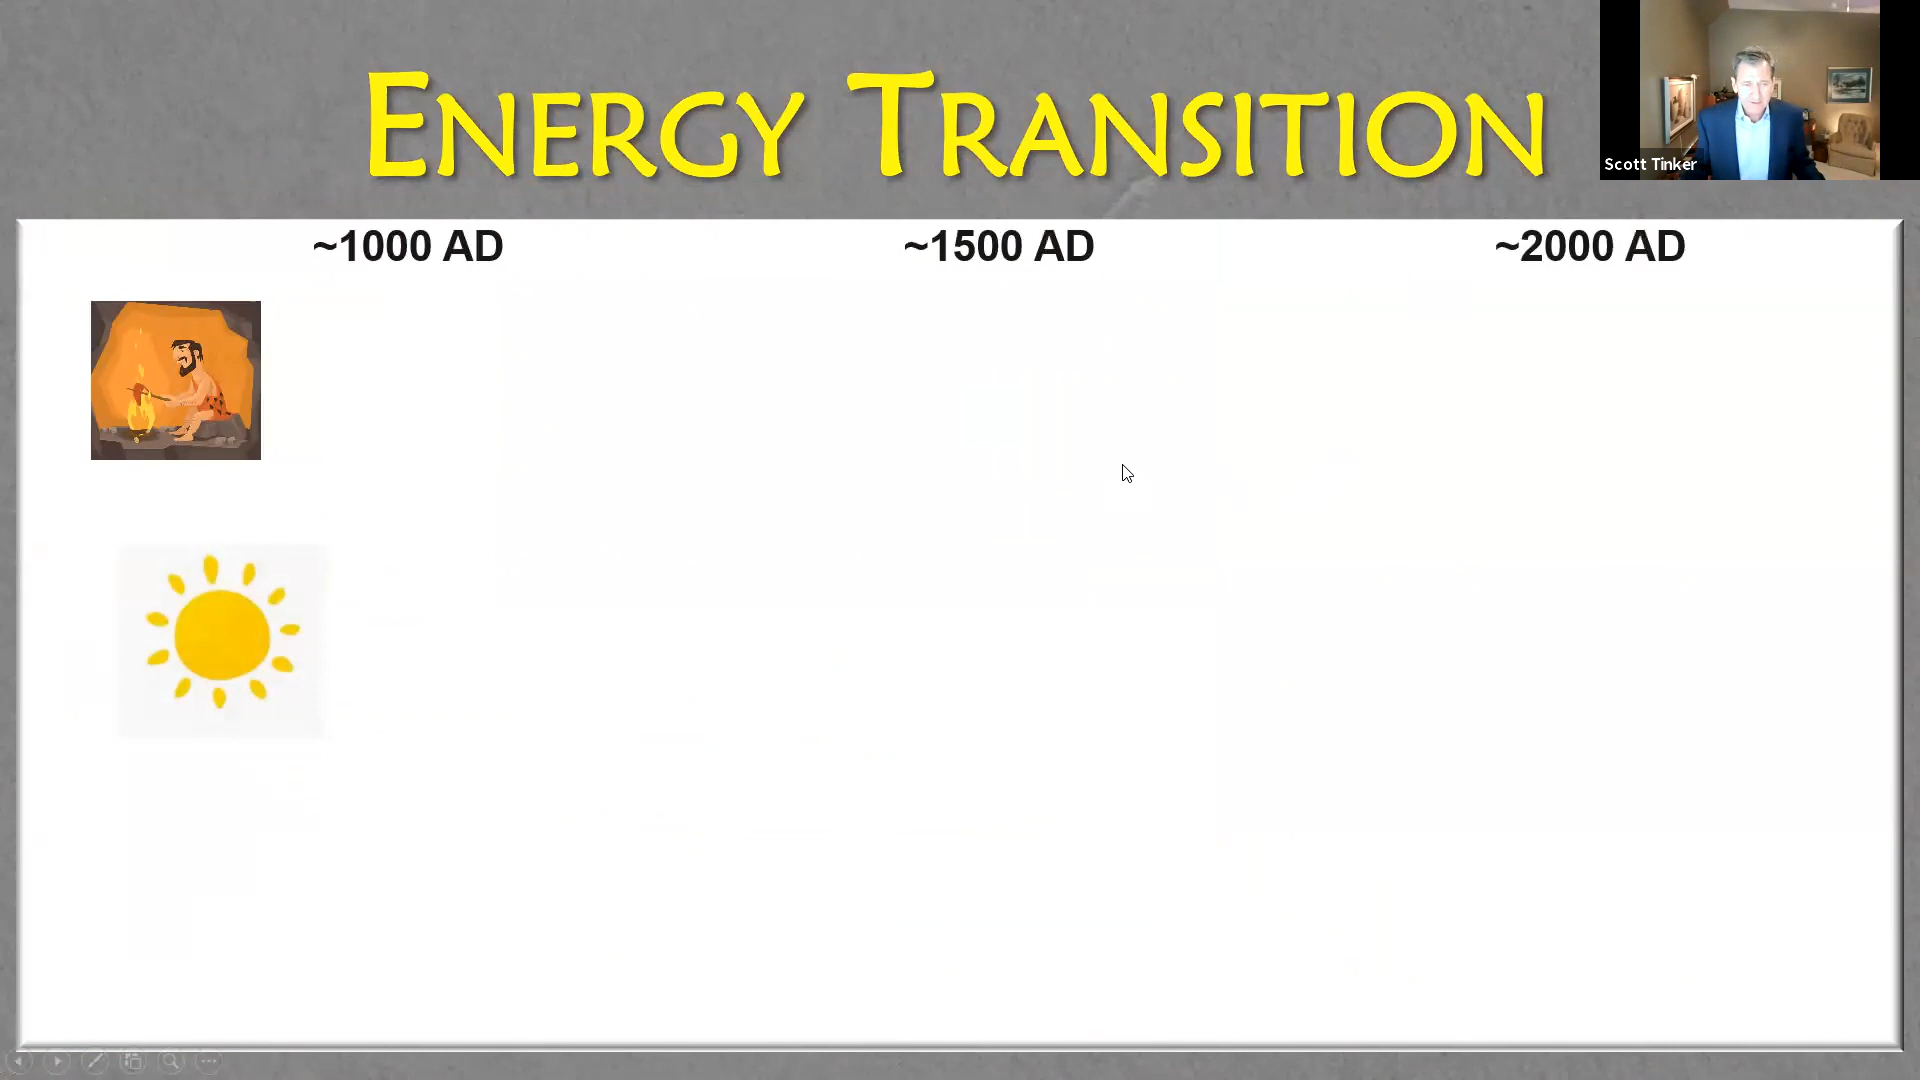 ENERGY TRANSITION
Scott Tinker
~1000 AD ~1500 AD ~2000 AD